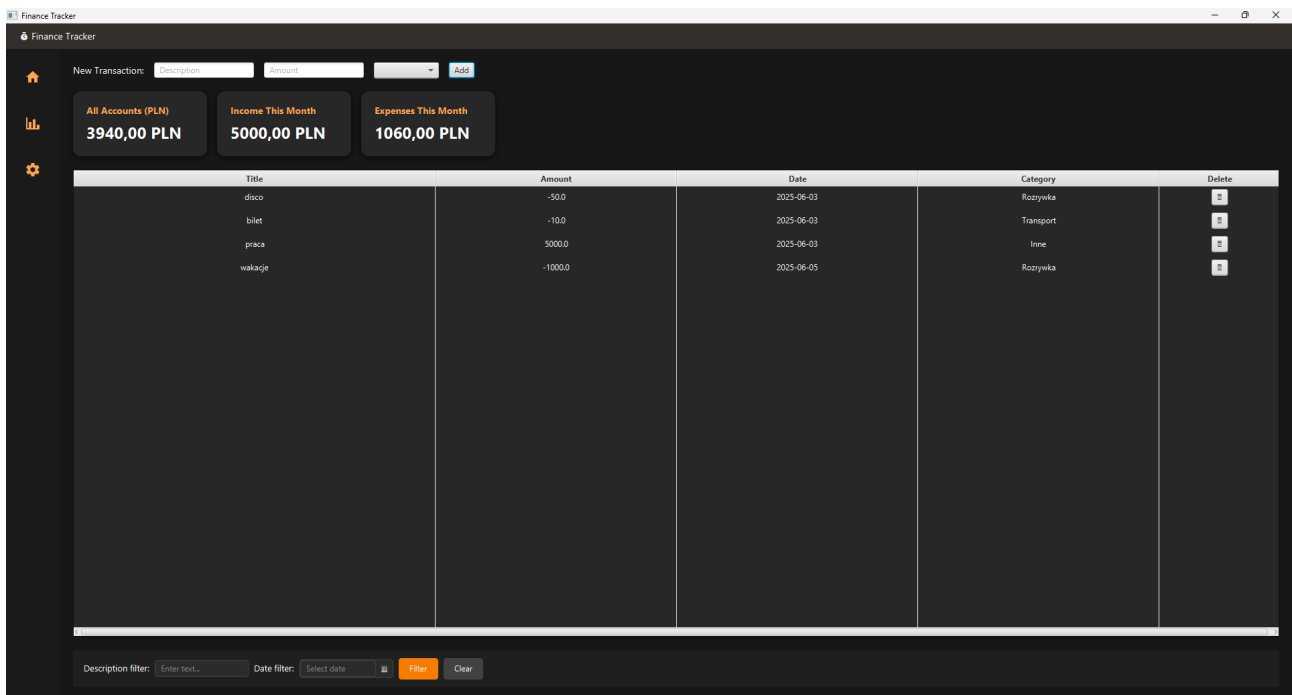 Finance Tracker
Finance Tracker
New Transaction: Description Amount Add
All Accounts (PLN) Income This Month Expenses This Month
3940,00 PLN 5000,00 PLN 1060,00 PLN
Title Amount Date Category Delete
disco -50.0 2025-06-03 Rozrywka
bilet -10.0 2025-06-03 Transport
praca 5000.0 2025-06-03 Inne
wakacje -1000.0 2025-06-05 Rozrywka
Description filter: Enter text... Date filter: Select date Filter Clear